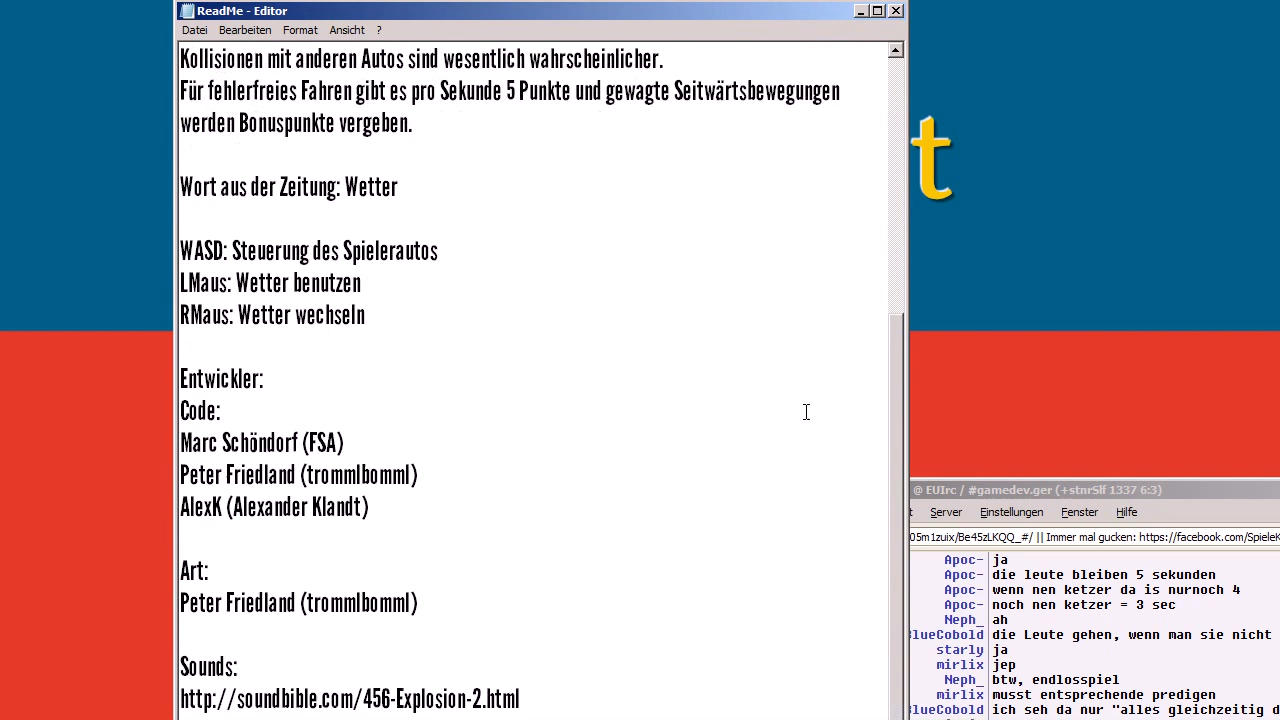 ReadMe - Editor
Datei Bearbeiten Format Ansicht ?
Kollisionen mit anderen Autos sind wesentlich wahrscheinlicher.
Für fehlerfreies Fahren gibt es pro Sekunde 5 Punkte und gewagte Seitwärtsbewegungen
werden Bonuspunkte vergeben.
Wort aus der Zeitung: Wetter
WASD: Steuerung des Spielerautos
LMaus: Wetter benutzen
RMaus: Wetter wechseln
Entwickler:
Code:
Marc Schöndorf (FSA)
Peter Friedland (trommlbomml)
AlexK (Alexander Klandt)
Art:
Peter Friedland (trommlbomml)
Sounds:
http://soundbible.com/456-Explosion-2.html
t
@ EUIrc / #gamedev.ger (+stnrSlf 1337 6:3)
t Server Einstellungen Fenster Hilfe
05m1zuix/Be45zLKQQ_#/ || Immer mal gucken: https://facebook.com/SpieleK
Apoc- ja
Apoc- die leute bleiben 5 sekunden
Apoc- wenn nen ketzer da is nurnoch 4
Apoc- noch nen ketzer = 3 sec
Neph_ ah
lueCobold die Leute gehen, wenn man sie nicht
starly ja
mirlix jep
Neph_ btw, endlosspiel
mirlix musst entsprechende predigen
lueCobold ich seh da nur "alles gleichzeitig d